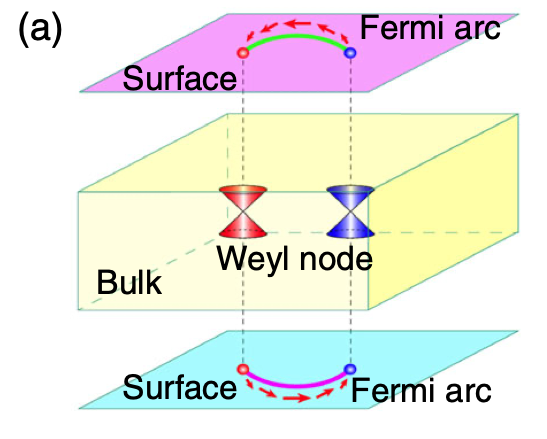 (a)
Fermi arc
Surface
Weyl node
Bulk
Surface
Fermi arc